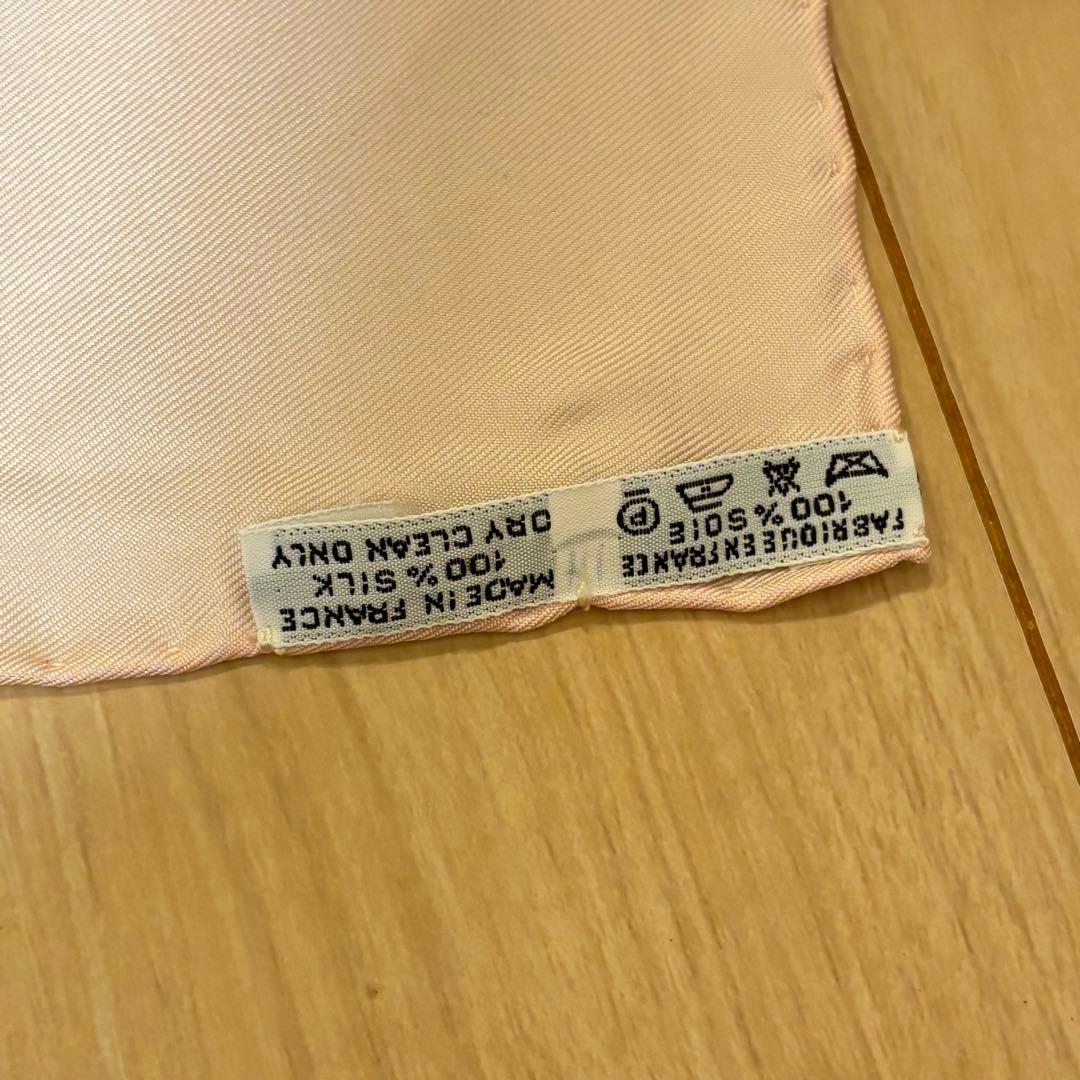 FABRIQUE EN FRANCE
100 % SOIE
P
MADE IN FRANCE
100 % SILK
DRY CLEAN ONLY